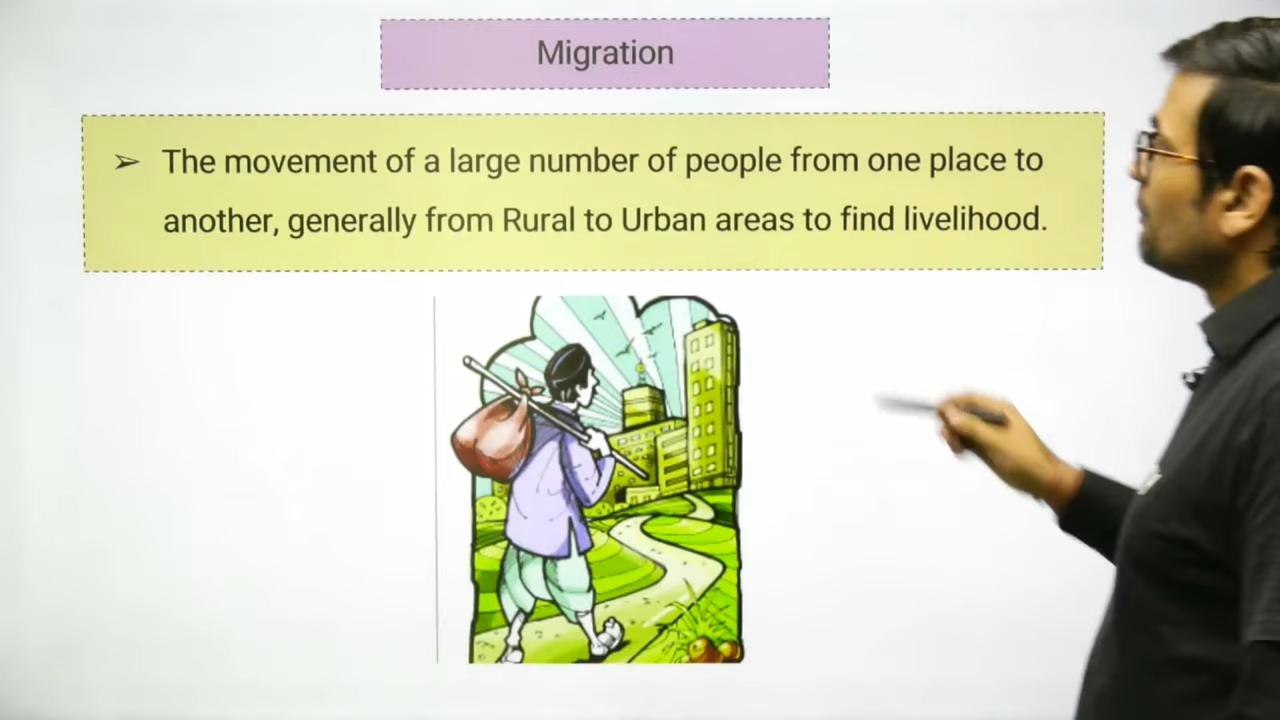 Migration
➢ The movement of a large number of people from one place to
another, generally from Rural to Urban areas to find livelihood.